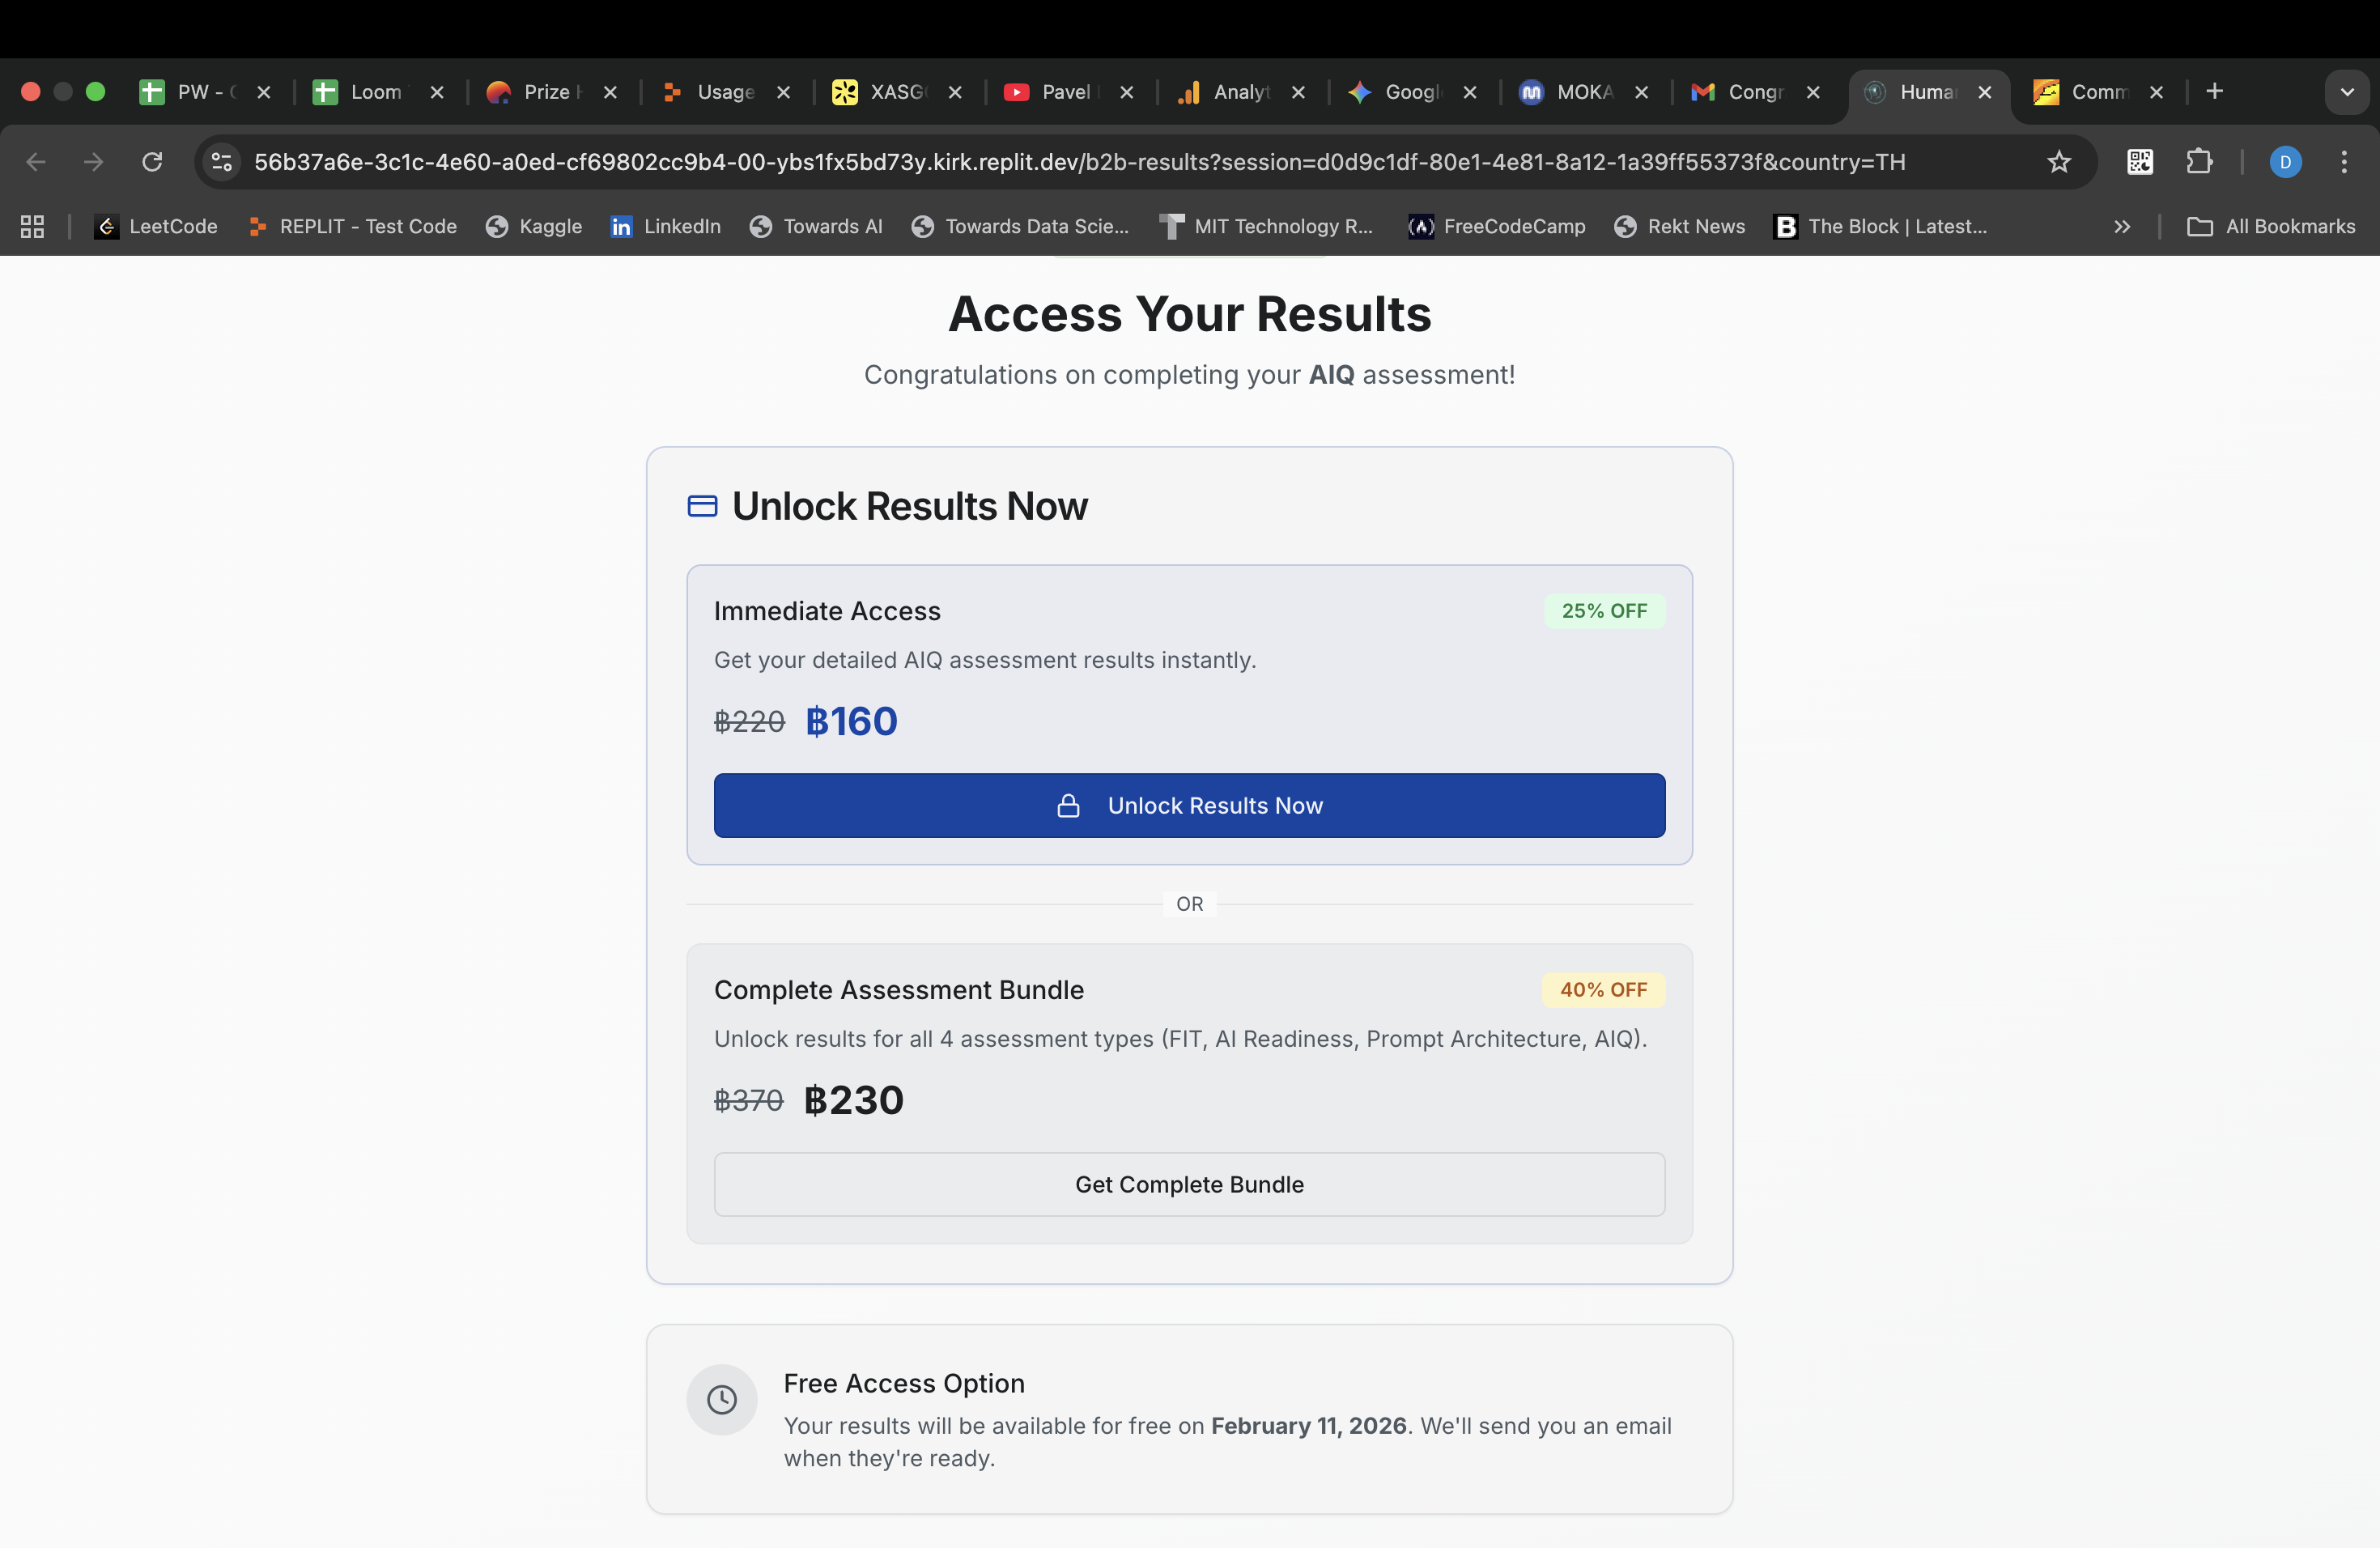 PW - 
Loom
Prize
Usage
XASG
Pavel
Analyt
Googl
MOKA
Congr
Human
Comm
56b37a6e-3c1c-4e60-a0ed-cf69802cc9b4-00-ybs1fx5bd73y.kirk.replit.dev/b2b-results?session=d0d9c1df-80e1-4e81-8a12-1a39ff55373f&country=TH
D
LeetCode
REPLIT - Test Code
Kaggle
LinkedIn
Towards AI
Towards Data Scie...
MIT Technology R...
FreeCodeCamp
Rekt News
The Block | Latest...
All Bookmarks
Access Your Results
Congratulations on completing your AIQ assessment!
Unlock Results Now
Immediate Access
25% OFF
Get your detailed AIQ assessment results instantly.
฿220 ฿160
Unlock Results Now
OR
Complete Assessment Bundle
40% OFF
Unlock results for all 4 assessment types (FIT, AI Readiness, Prompt Architecture, AIQ).
฿370 ฿230
Get Complete Bundle
Free Access Option
Your results will be available for free on February 11, 2026. We'll send you an email
when they're ready.